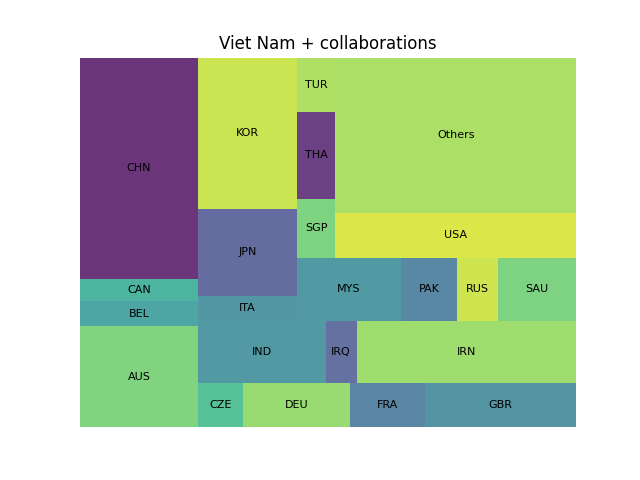 Viet Nam + collaborations
TUR
KOR
Others
THA
CHN
SGP
USA
JPN
CAN
MYS
PAK
RUS
SAU
ITA
BEL
IND
IRQ
IRN
AUS
CZE
DEU
FRA
GBR